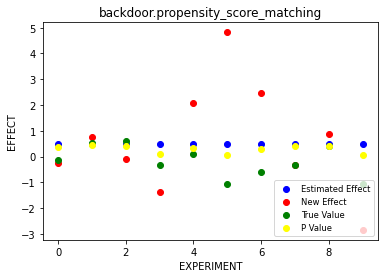 backdoor.propensity_score_matching
EFFECT
5
4
3
2
1
0
−1
−2
−3
0 2 4 6 8
EXPERIMENT
Estimated Effect
New Effect
True Value
P Value